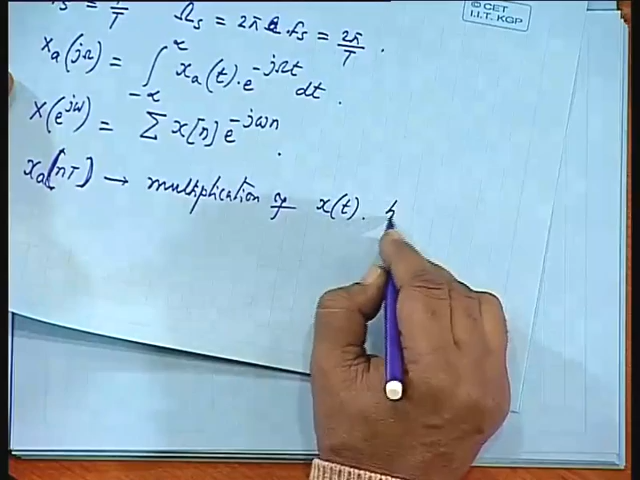 © CET
I.I.T. KGP
Ωs = 2π fs = 2π/T .
Xa(jΩ) = ∫_{-∞}^{∞} xa(t).e^{-jΩt} dt .
X(e^{jω}) = Σ x[n] e^{-jωn} .
xa[nT] → multiplication of x(t).